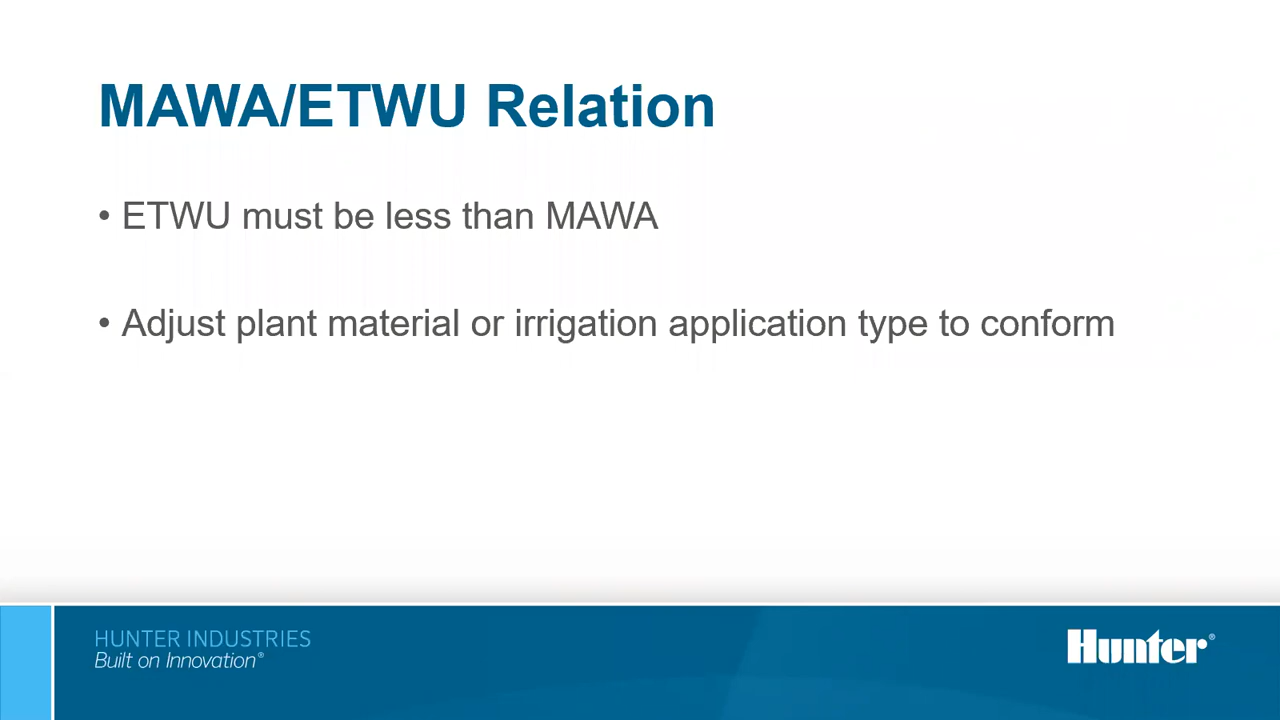 MAWA/ETWU Relation
• ETWU must be less than MAWA
• Adjust plant material or irrigation application type to conform
HUNTER INDUSTRIES
Built on Innovation®
Hunter®